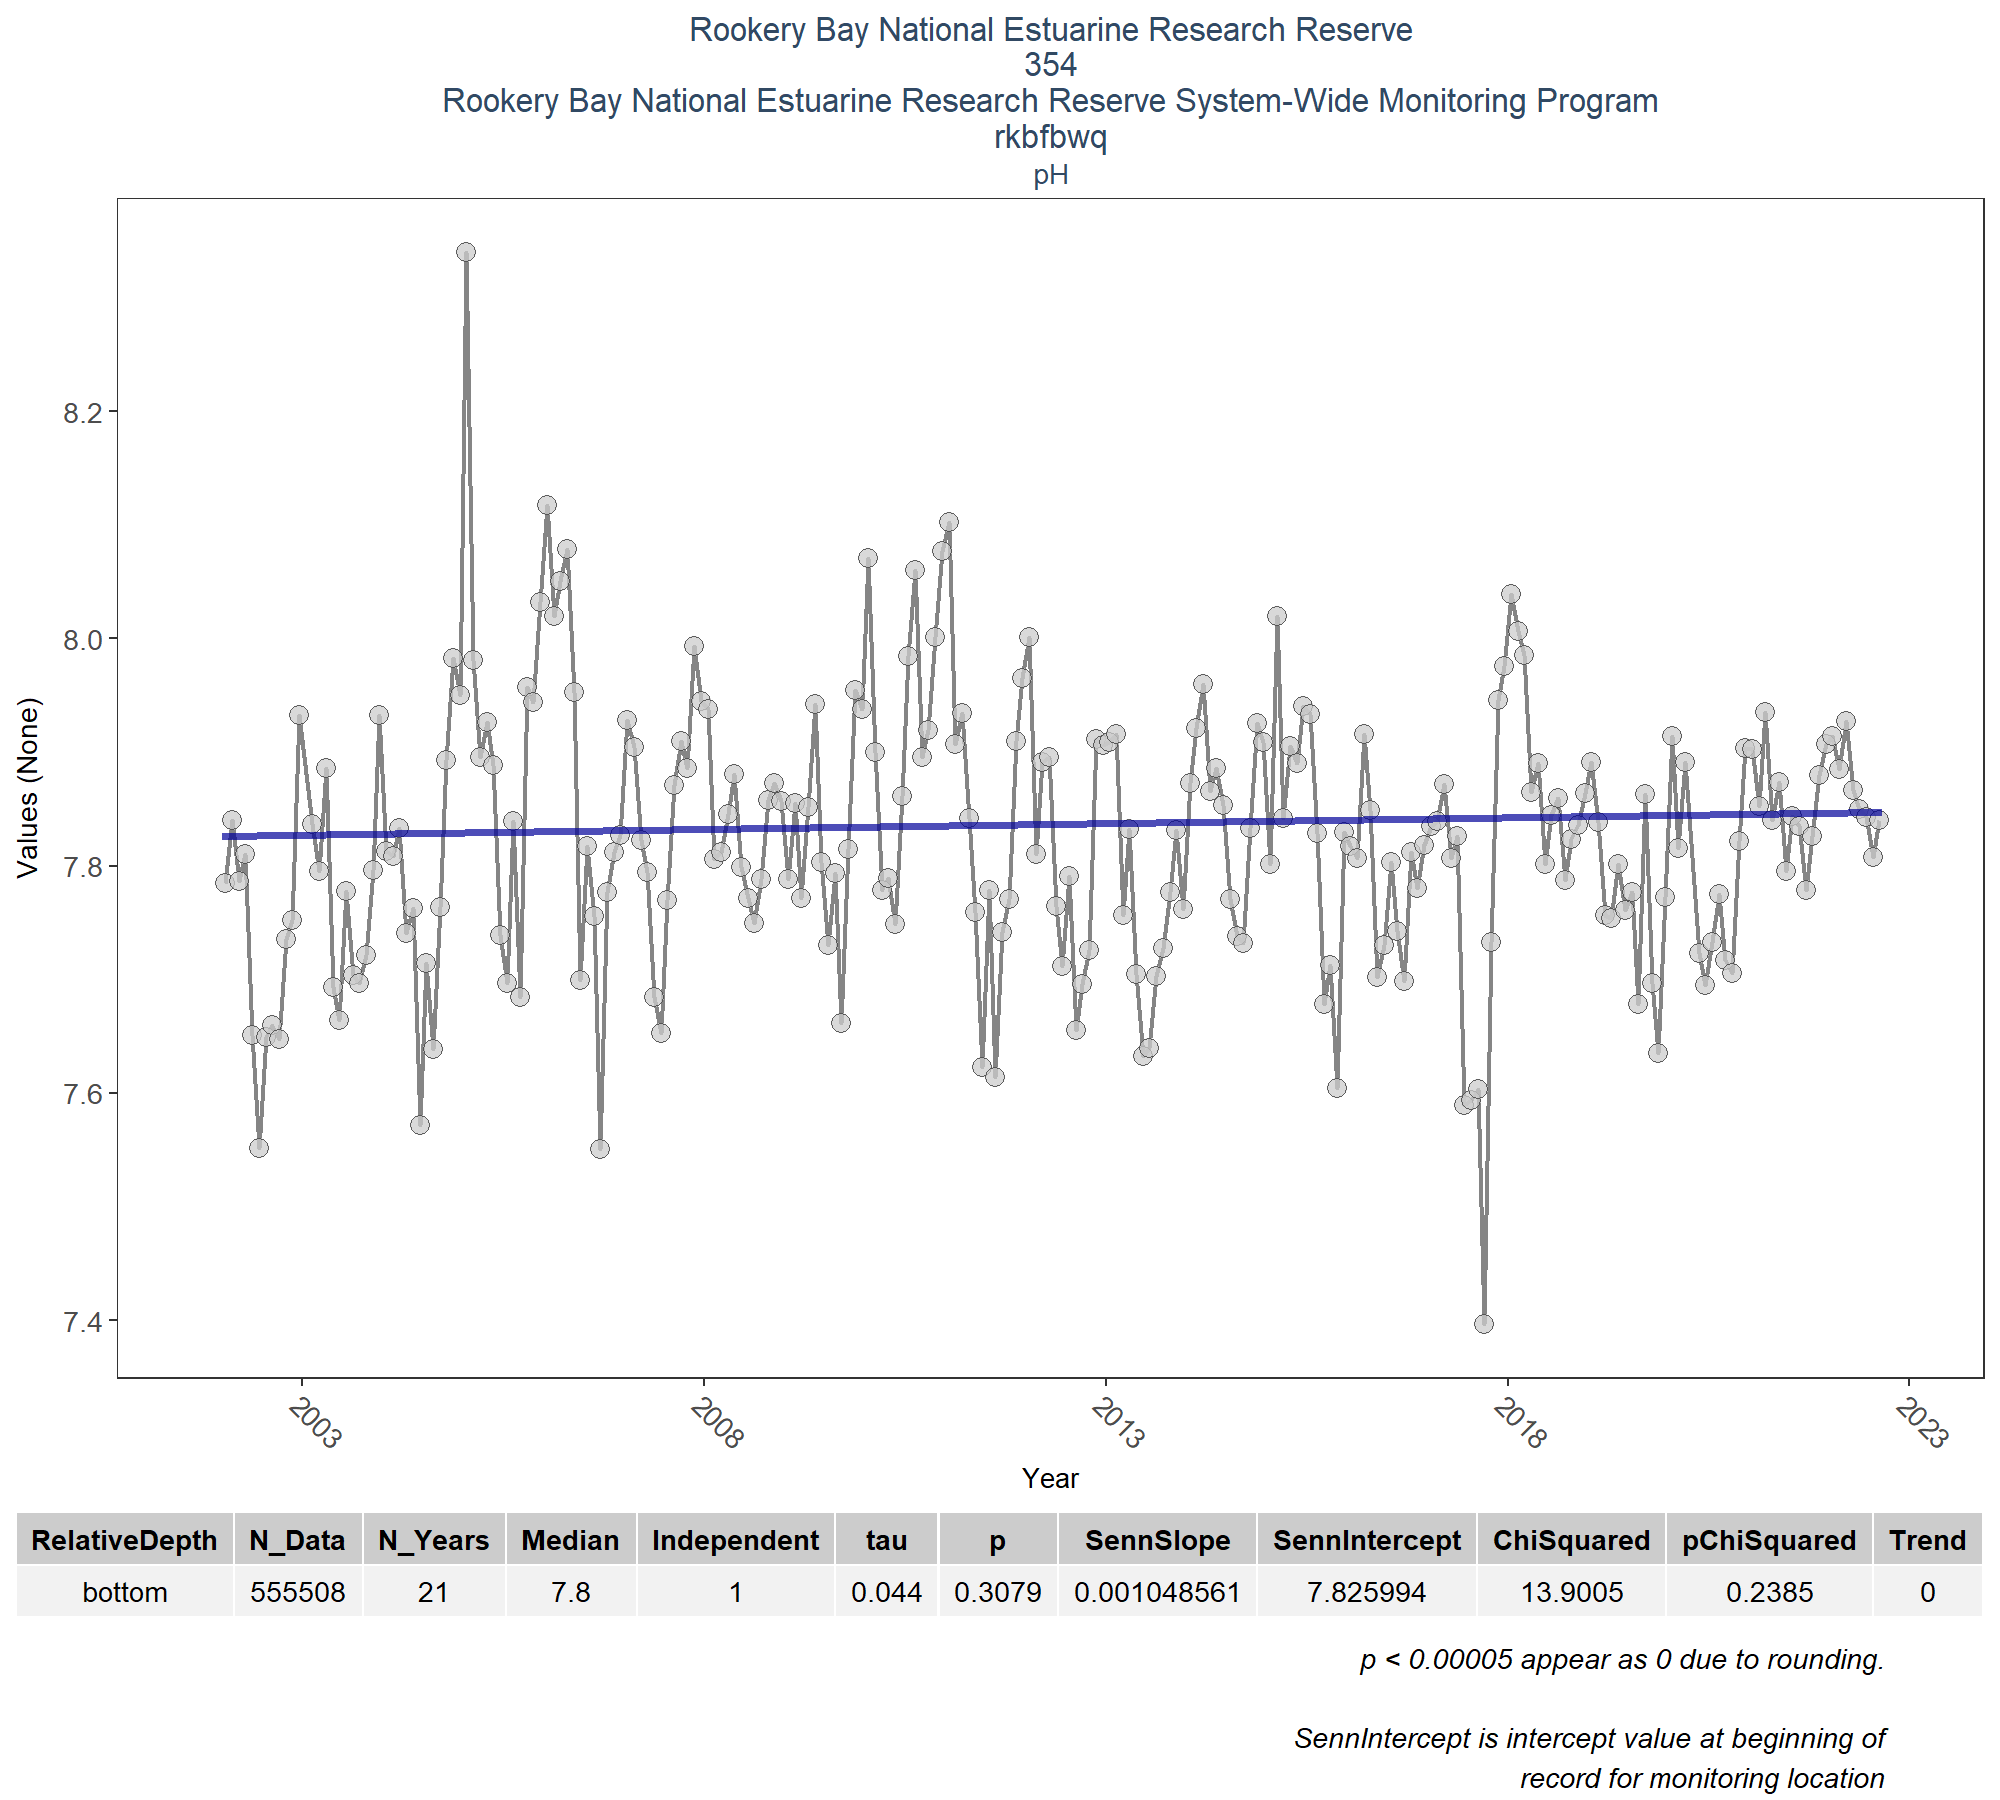 Rookery Bay National Estuarine Research Reserve
354
Rookery Bay National Estuarine Research Reserve System-Wide Monitoring Program
rkbfbwq
pH
Values (None)
8.2
8.0
7.8
7.6
7.4
2003 2008 2013 2018 2023
Year
RelativeDepth N_Data N_Years Median Independent tau p SennSlope SennIntercept ChiSquared pChiSquared Trend
bottom 555508 21 7.8 1 0.044 0.3079 0.001048561 7.825994 13.9005 0.2385 0
p < 0.00005 appear as 0 due to rounding.
SennIntercept is intercept value at beginning of
record for monitoring location